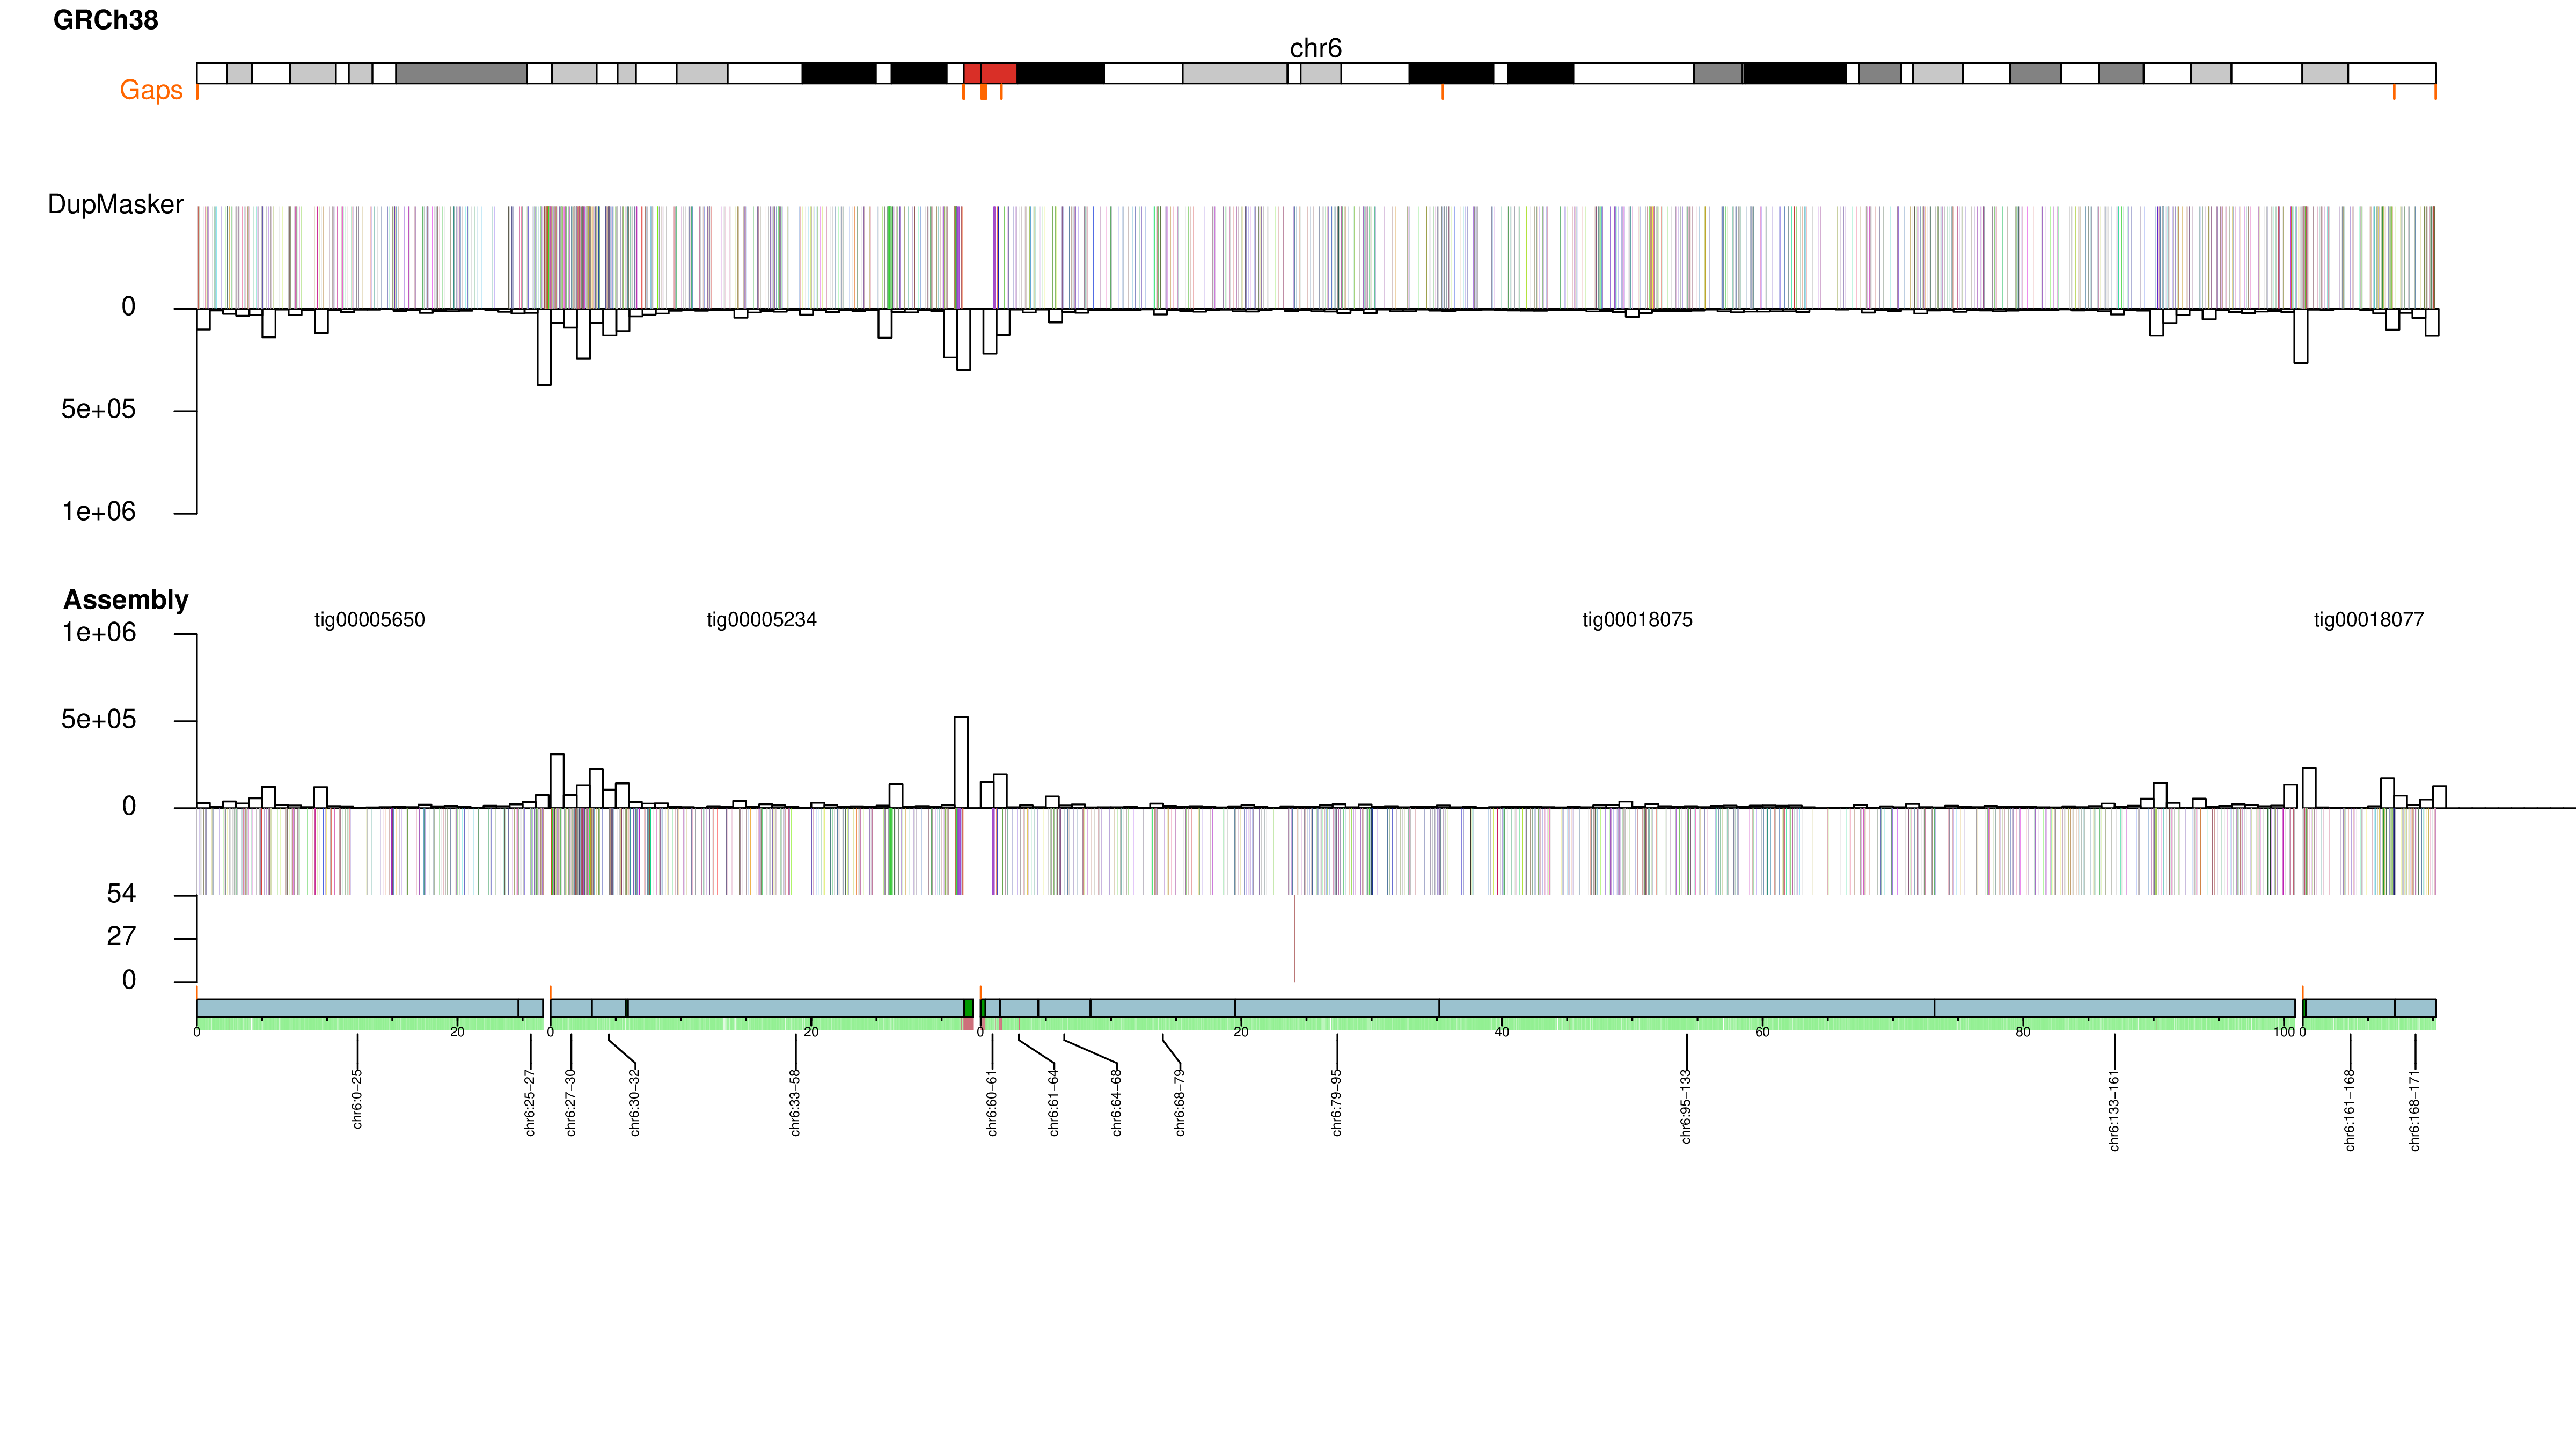 GRCh38
chr6
Gaps
DupMasker
0
5e+05
1e+06
Assembly
tig00005650 tig00005234 tig00018075 tig00018077
1e+06
5e+05
0
54
27
0
0 20 0 20 0 20 40 60 80 100 0
chr6:0−25
chr6:25−27
chr6:27−30
chr6:30−32
chr6:33−58
chr6:60−61
chr6:61−64
chr6:64−68
chr6:68−79
chr6:79−95
chr6:95−133
chr6:133−161
chr6:161−168
chr6:168−171